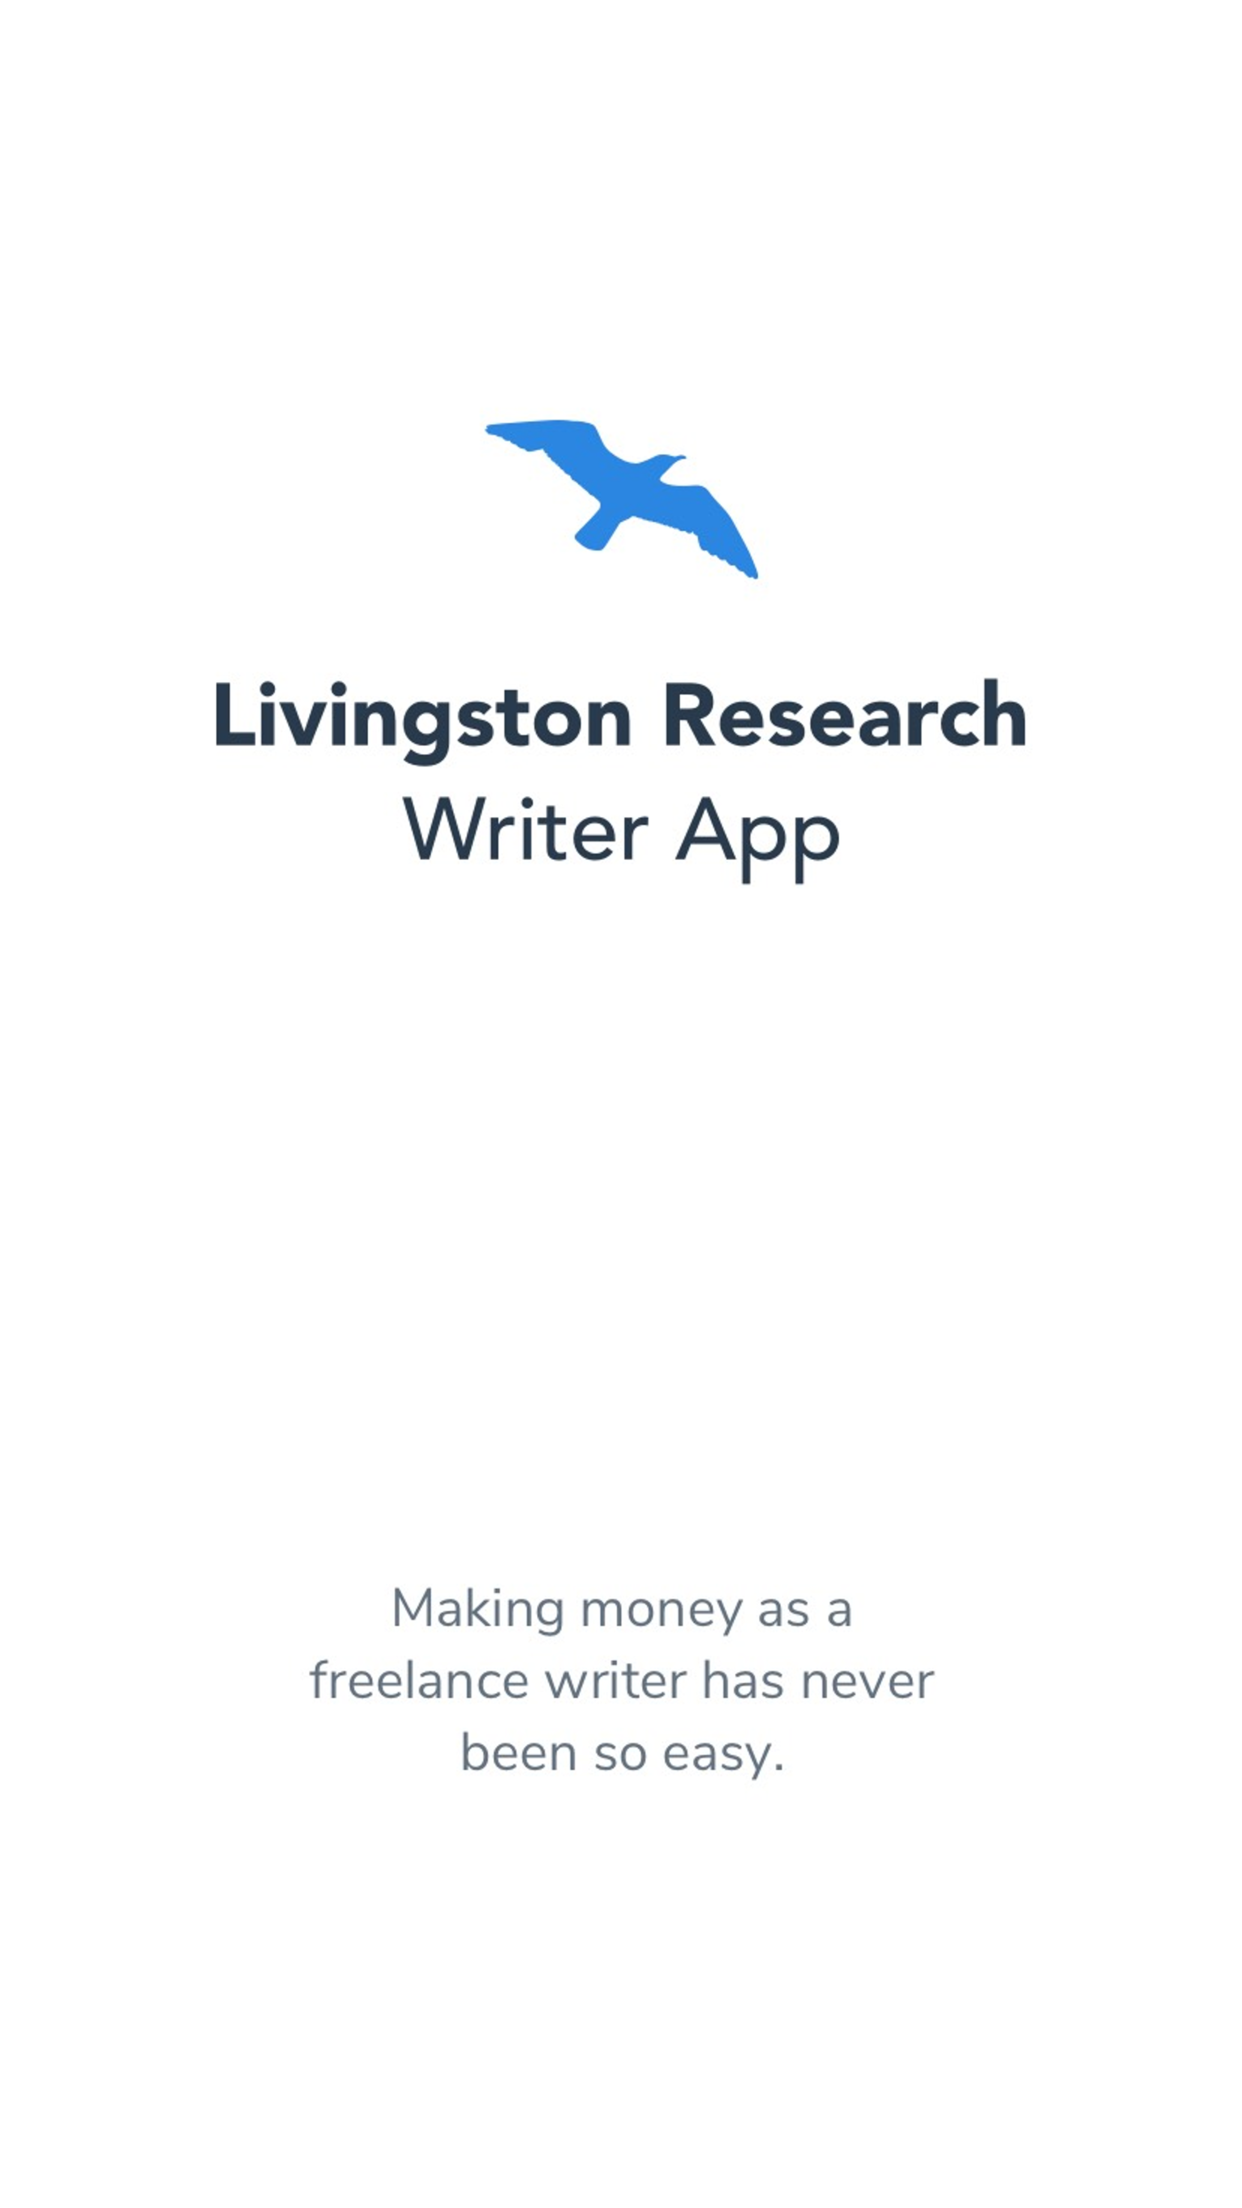 Livingston Research
Writer App
Making money as a
freelance writer has never
been so easy.